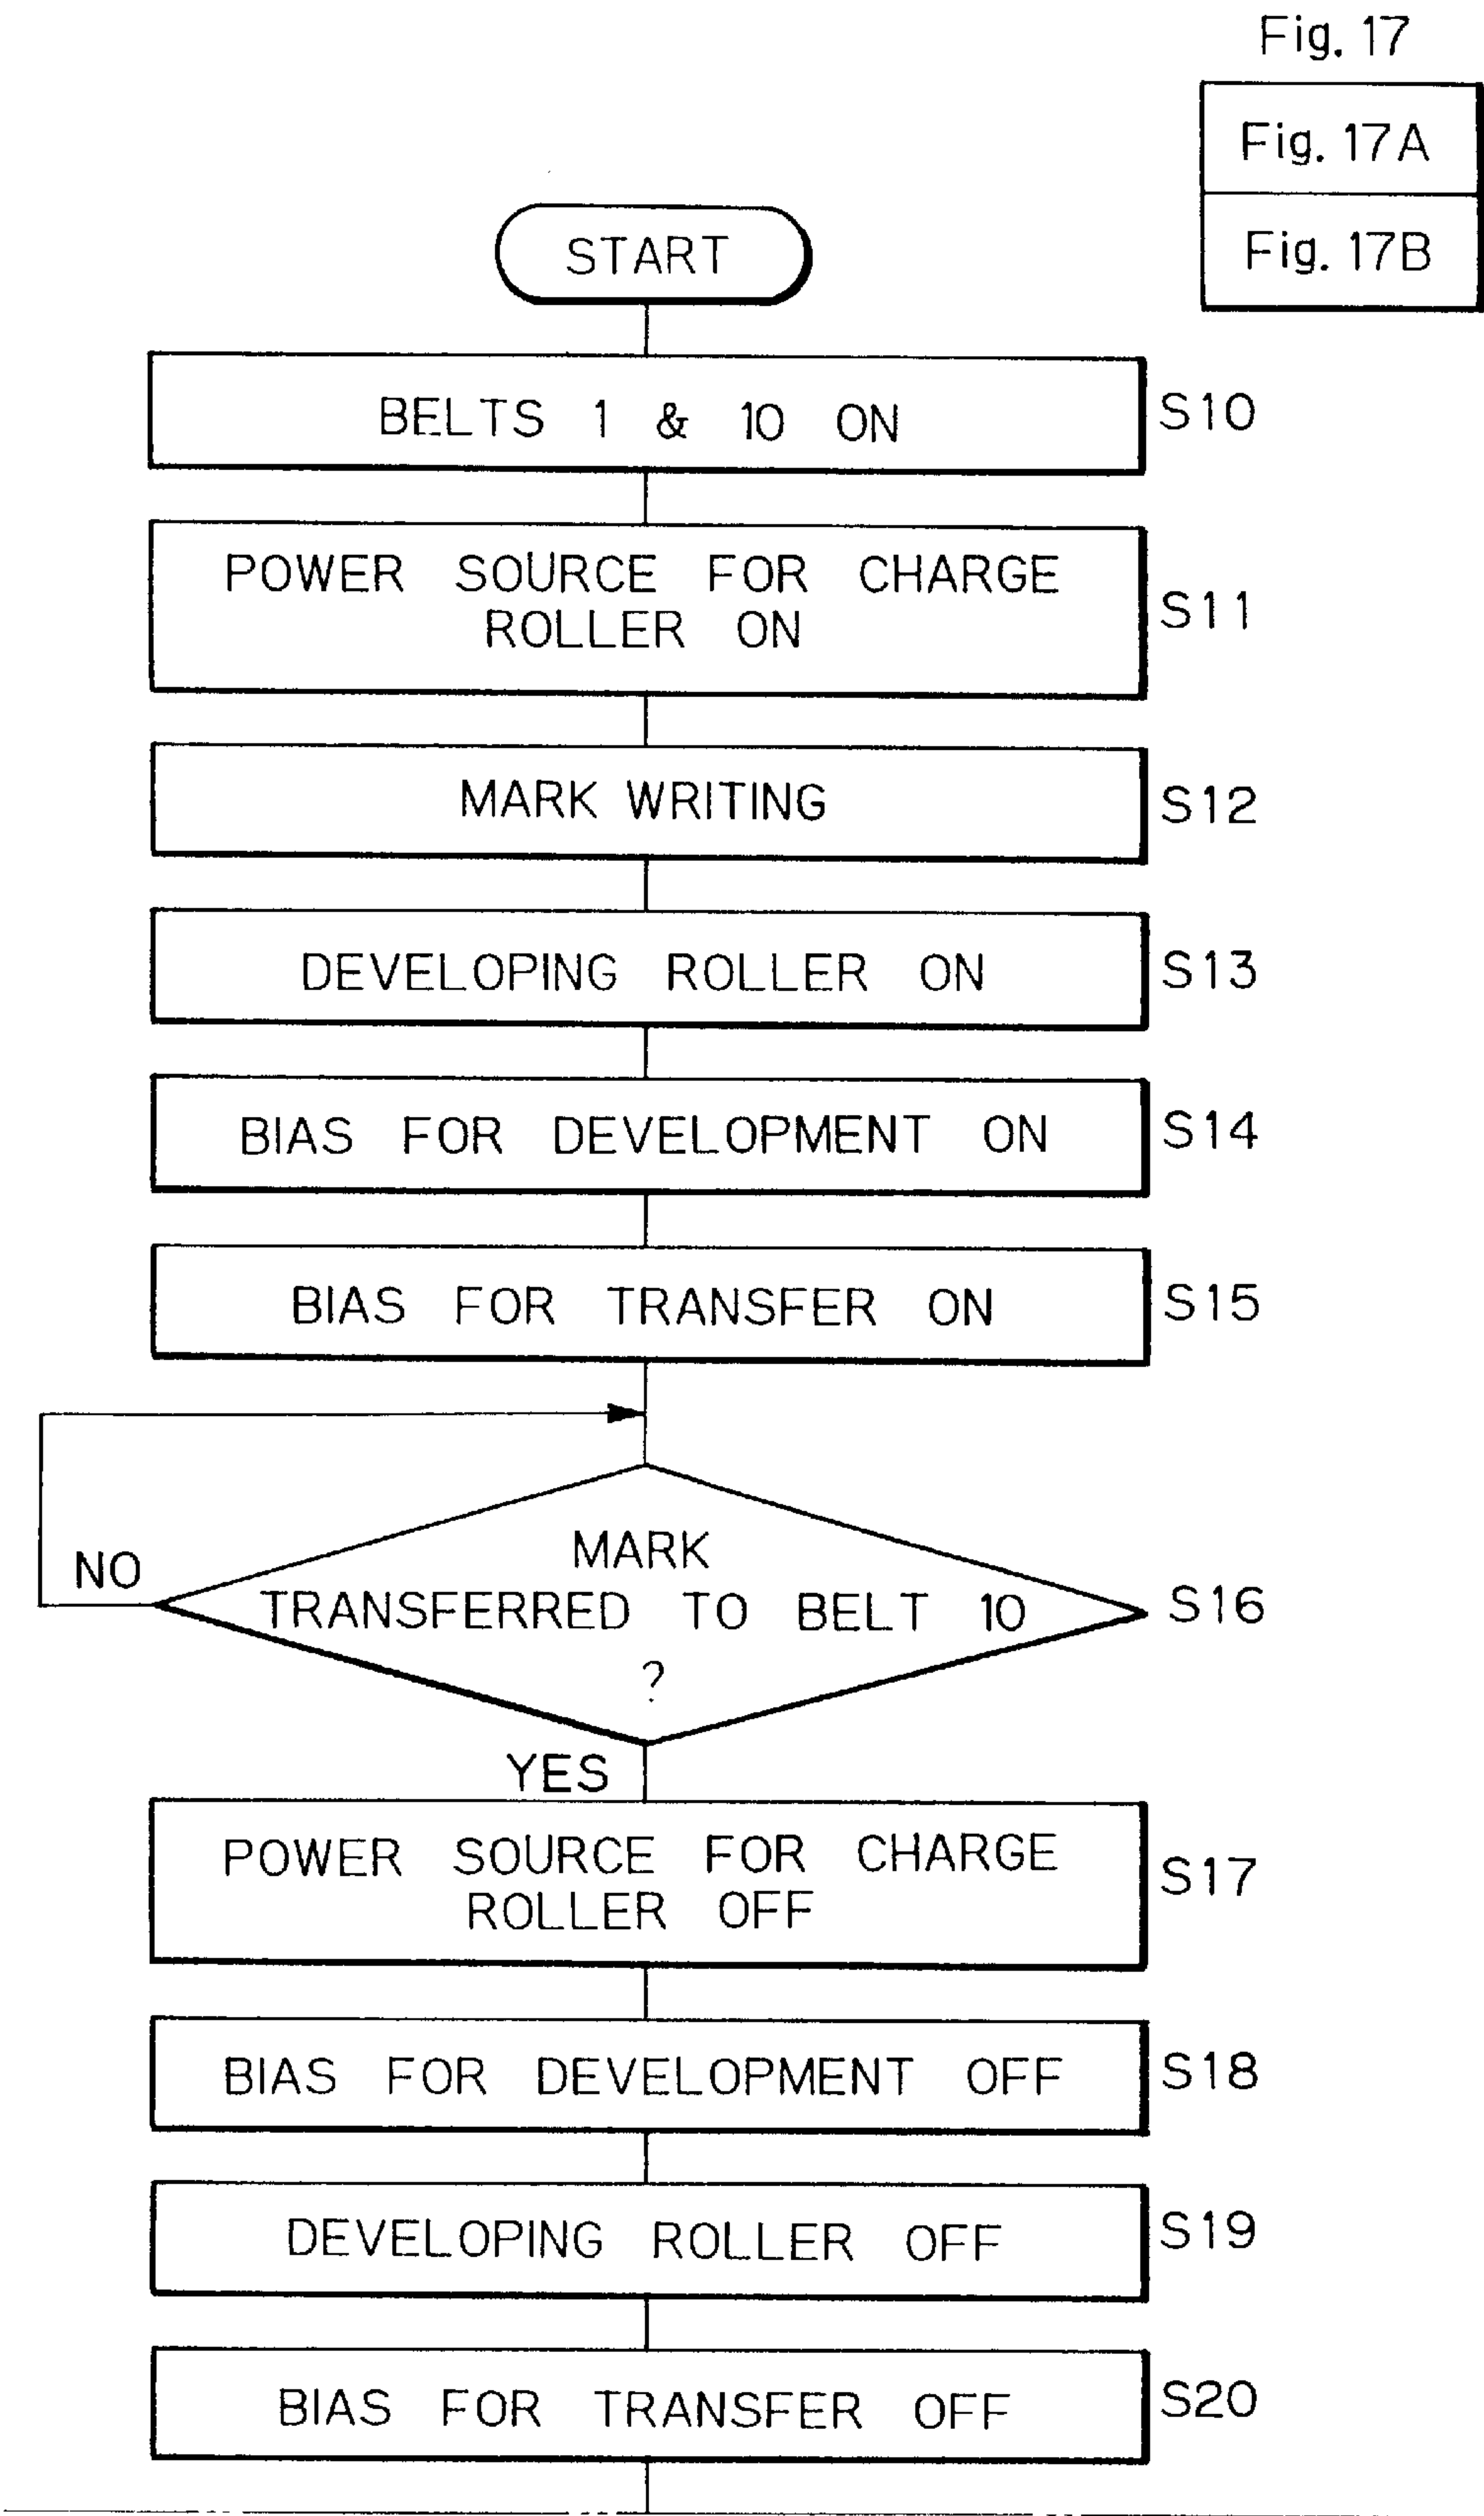 Fig. 17
Fig. 17A
Fig. 17B
START
BELTS 1 & 10 ON
S10
POWER SOURCE FOR CHARGE
ROLLER ON
S11
MARK WRITING
S12
DEVELOPING ROLLER ON
S13
BIAS FOR DEVELOPMENT ON
S14
BIAS FOR TRANSFER ON
S15
MARK
TRANSFERRED TO BELT 10
?
S16
NO
YES
POWER SOURCE FOR CHARGE
ROLLER OFF
S17
BIAS FOR DEVELOPMENT OFF
S18
DEVELOPING ROLLER OFF
S19
BIAS FOR TRANSFER OFF
S20